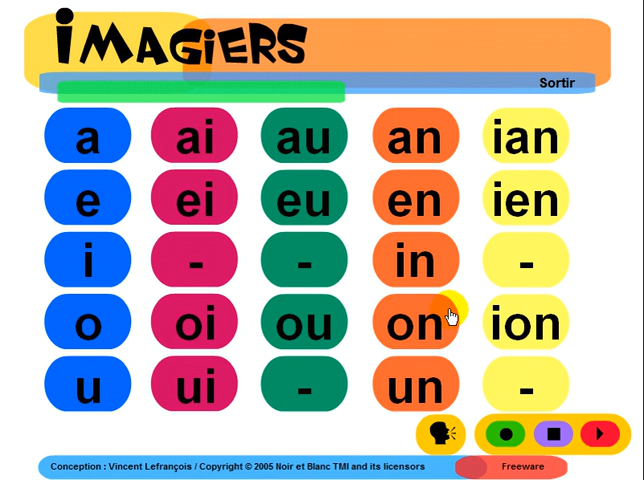 iMAGiERS
Sortir
a ai au an ian
e ei eu en ien
i - - in -
o oi ou on ion
u ui - un -
Conception : Vincent Lefrançois / Copyright © 2005 Noir et Blanc TMI and its licensors Freeware